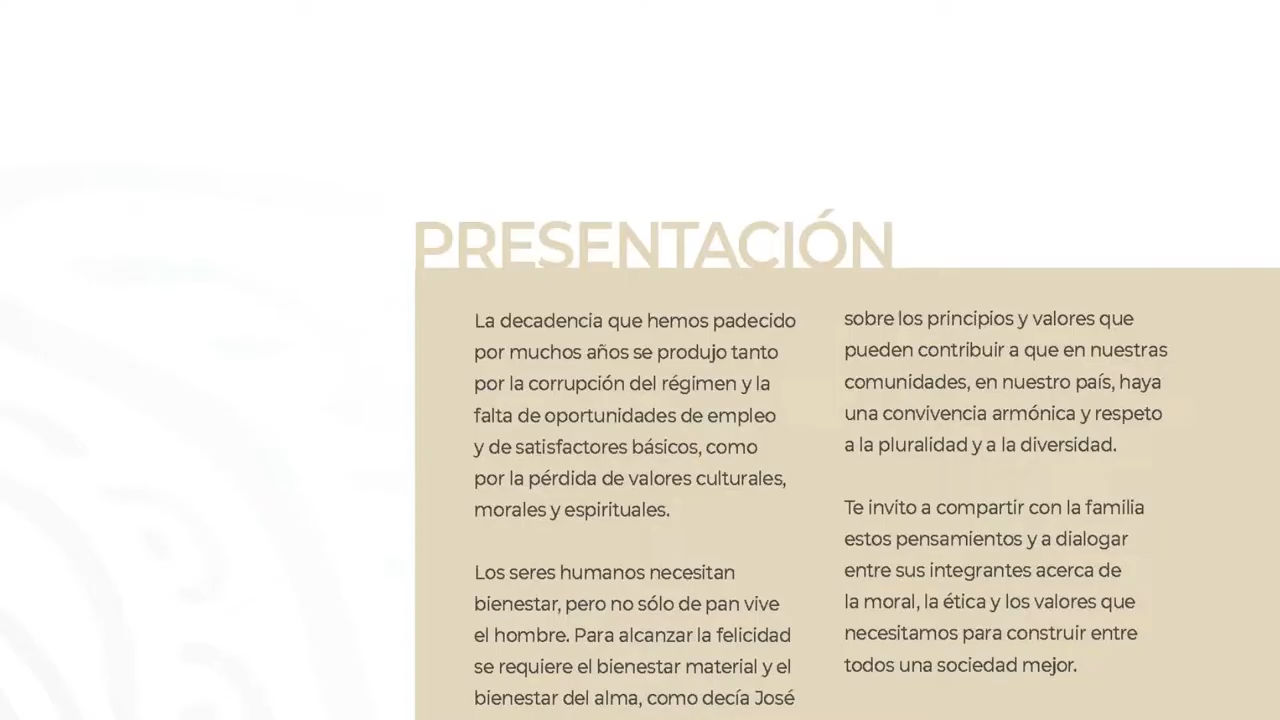 PRESENTACIÓN
La decadencia que hemos padecido
por muchos años se produjo tanto
por la corrupción del régimen y la
falta de oportunidades de empleo
y de satisfactores básicos, como
por la pérdida de valores culturales,
morales y espirituales.
Los seres humanos necesitan
bienestar, pero no sólo de pan vive
el hombre. Para alcanzar la felicidad
se requiere el bienestar material y el
bienestar del alma, como decía José
sobre los principios y valores que
pueden contribuir a que en nuestras
comunidades, en nuestro país, haya
una convivencia armónica y respeto
a la pluralidad y a la diversidad.
Te invito a compartir con la familia
estos pensamientos y a dialogar
entre sus integrantes acerca de
la moral, la ética y los valores que
necesitamos para construir entre
todos una sociedad mejor.